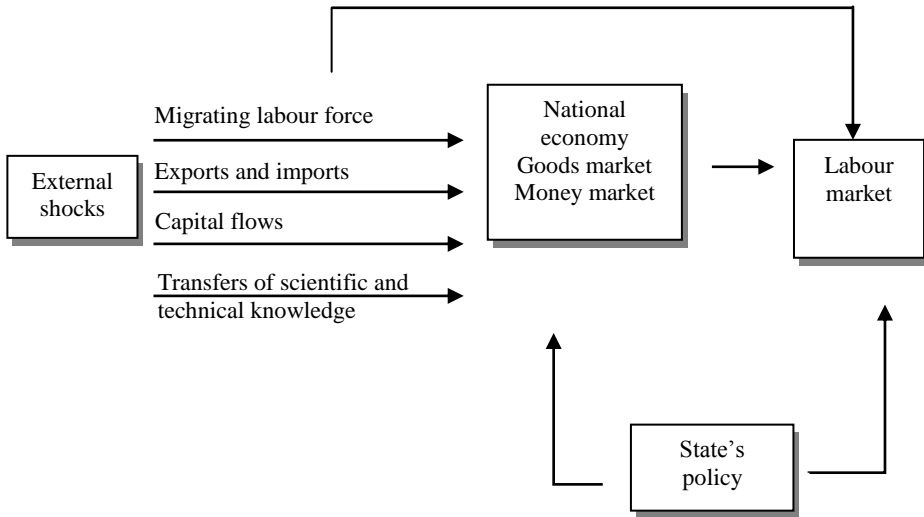 Migrating labour force
Exports and imports
Capital flows
Transfers of scientific and
technical knowledge
External
shocks
National
economy
Goods market
Money market
Labour
market
State's
policy